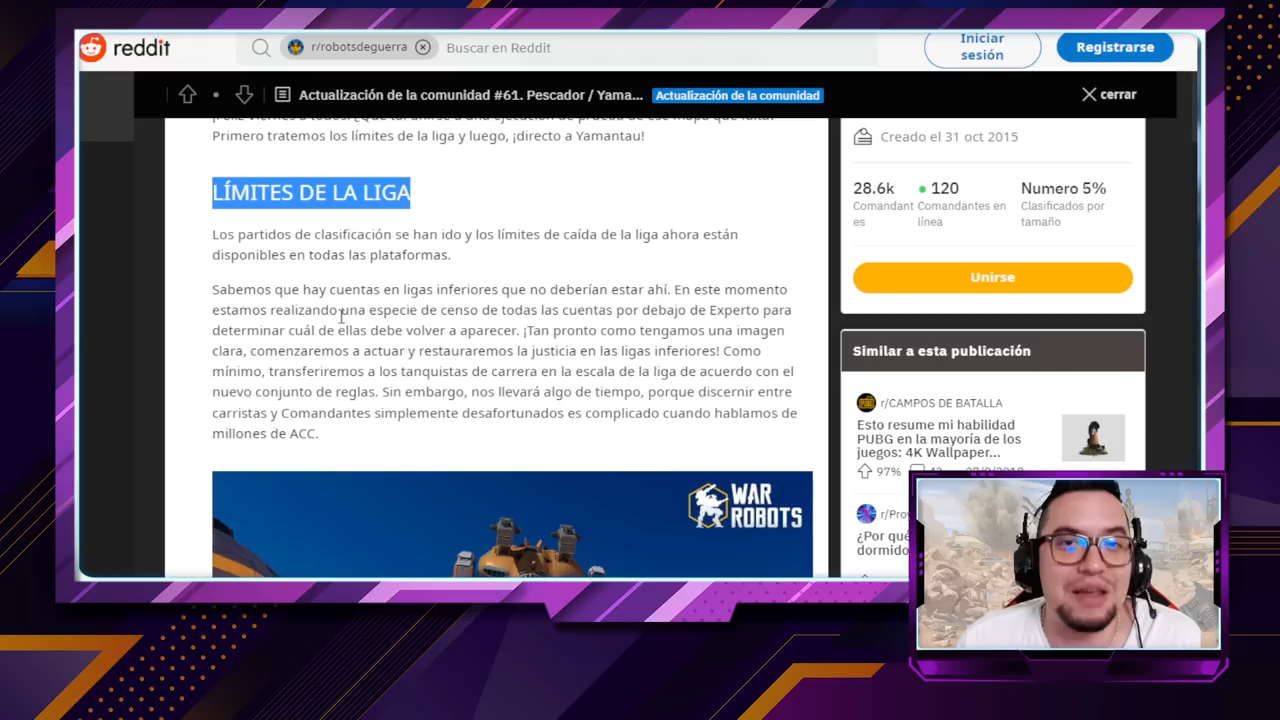 reddit
r/robotsdeguerra
Buscar en Reddit
Iniciar sesión
Registrarse
Actualización de la comunidad #61. Pescador / Yama...
Actualización de la comunidad
cerrar
Primero tratemos los límites de la liga y luego, ¡directo a Yamantau!
LÍMITES DE LA LIGA
Los partidos de clasificación se han ido y los límites de caída de la liga ahora están
disponibles en todas las plataformas.
Sabemos que hay cuentas en ligas inferiores que no deberían estar ahí. En este momento
estamos realizando una especie de censo de todas las cuentas por debajo de Experto para
determinar cuál de ellas debe volver a aparecer. ¡Tan pronto como tengamos una imagen
clara, comenzaremos a actuar y restauraremos la justicia en las ligas inferiores! Como
mínimo, transferiremos a los tanquistas de carrera en la escala de la liga de acuerdo con el
nuevo conjunto de reglas. Sin embargo, nos llevará algo de tiempo, porque discernir entre
carristas y Comandantes simplemente desafortunados es complicado cuando hablamos de
millones de ACC.
WAR
ROBOTS
Creado el 31 oct 2015
28.6k
Comandant
es
120
Comandantes en
línea
Numero 5%
Clasificados por
tamaño
Unirse
Similar a esta publicación
r/CAMPOS DE BATALLA
Esto resume mi habilidad
PUBG en la mayoría de los
juegos: 4K Wallpaper...
97%
r/Pro
¿Por qué
dormido